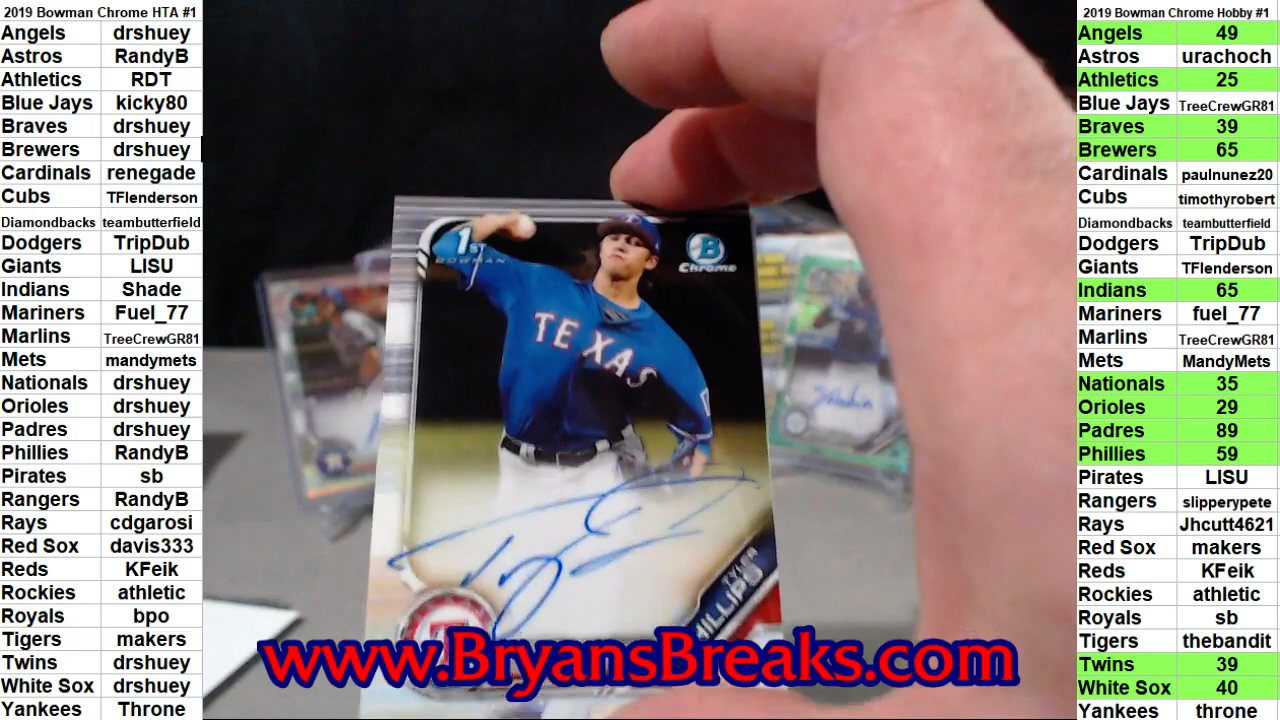 2019 Bowman Chrome HTA #1
Angels drshuey
Astros RandyB
Athletics RDT
Blue Jays kicky80
Braves drshuey
Brewers drshuey
Cardinals renegade
Cubs TFlenderson
Diamondbacks teambutterfield
Dodgers TripDub
Giants LISU
Indians Shade
Mariners Fuel_77
Marlins TreeCrewGR81
Mets mandymets
Nationals drshuey
Orioles drshuey
Padres drshuey
Phillies RandyB
Pirates sb
Rangers RandyB
Rays cdgarosi
Red Sox davis333
Reds KFeik
Rockies athletic
Royals bpo
Tigers makers
Twins drshuey
White Sox drshuey
Yankees Throne
1ST
BOWMAN
B
Chrome
TEXAS
T
www.BryansBreaks.com
2019 Bowman Chrome Hobby #1
Angels 49
Astros urachoch
Athletics 25
Blue Jays TreeCrewGR81
Braves 39
Brewers 65
Cardinals paulnunez20
Cubs timothyrobert
Diamondbacks teambutterfield
Dodgers TripDub
Giants TFlenderson
Indians 65
Mariners fuel_77
Marlins TreeCrewGR81
Mets MandyMets
Nationals 35
Orioles 29
Padres 89
Phillies 59
Pirates LISU
Rangers slipperypete
Rays Jhcutt4621
Red Sox makers
Reds KFeik
Rockies athletic
Royals sb
Tigers thebandit
Twins 39
White Sox 40
Yankees throne